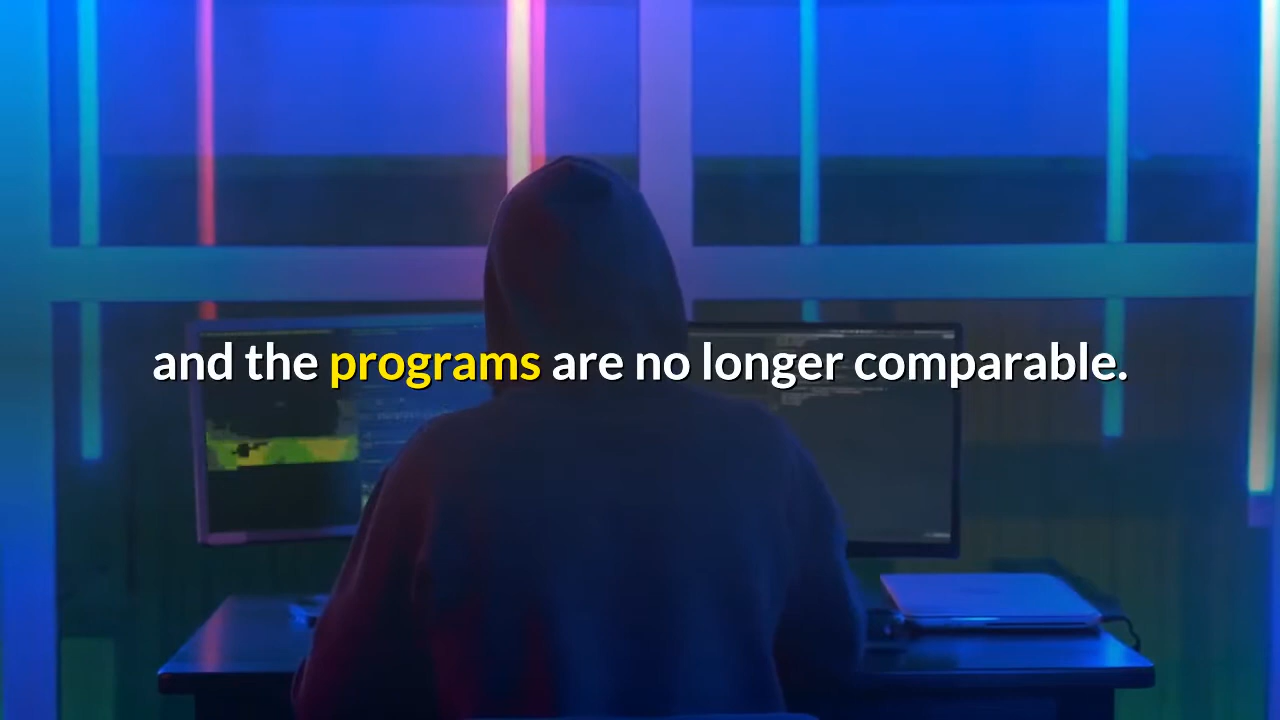 and the programs are no longer comparable.